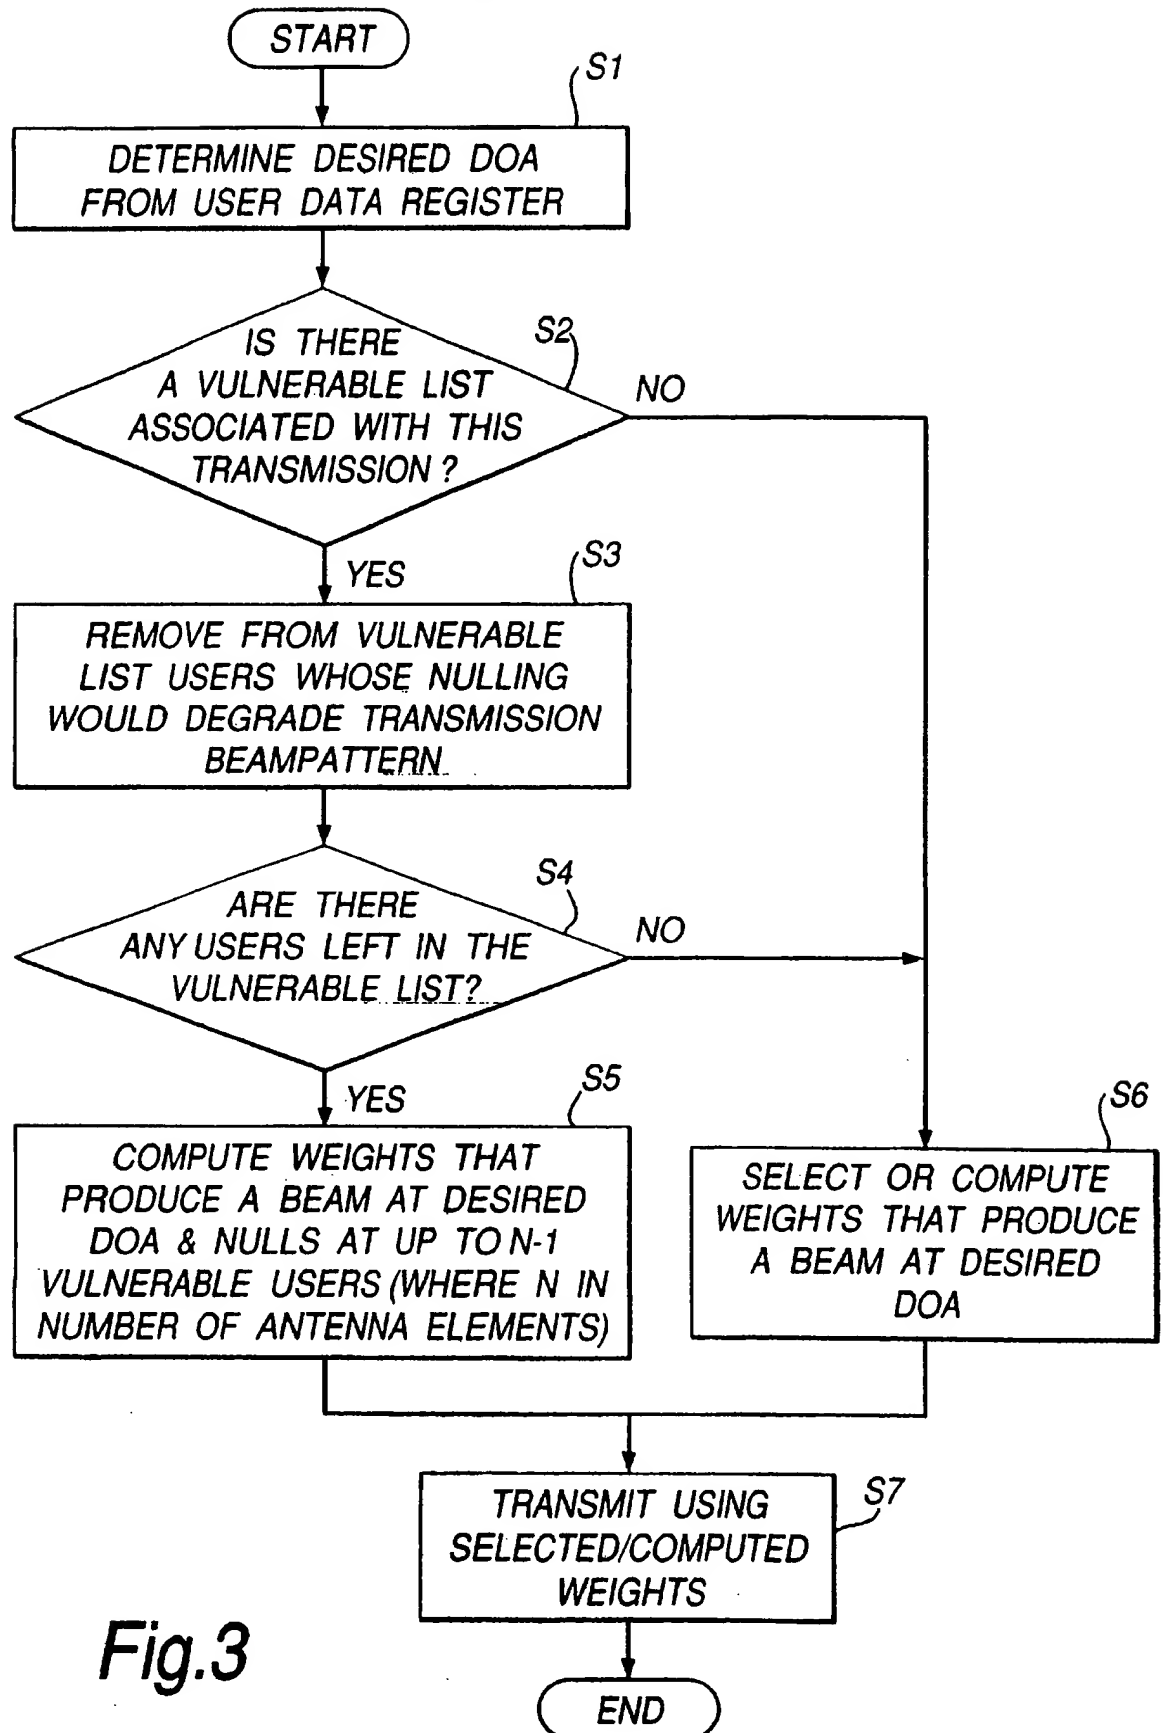 START
S1
DETERMINE DESIRED DOA
FROM USER DATA REGISTER
S2
IS THERE
A VULNERABLE LIST
ASSOCIATED WITH THIS
TRANSMISSION ?
NO
YES
S3
REMOVE FROM VULNERABLE
LIST USERS WHOSE NULLING
WOULD DEGRADE TRANSMISSION
BEAMPATTERN
S4
ARE THERE
ANY USERS LEFT IN THE
VULNERABLE LIST?
NO
YES
S5
COMPUTE WEIGHTS THAT
PRODUCE A BEAM AT DESIRED
DOA & NULLS AT UP TO N-1
VULNERABLE USERS (WHERE N IN
NUMBER OF ANTENNA ELEMENTS)
S6
SELECT OR COMPUTE
WEIGHTS THAT PRODUCE
A BEAM AT DESIRED
DOA
S7
TRANSMIT USING
SELECTED/COMPUTED
WEIGHTS
END
Fig.3